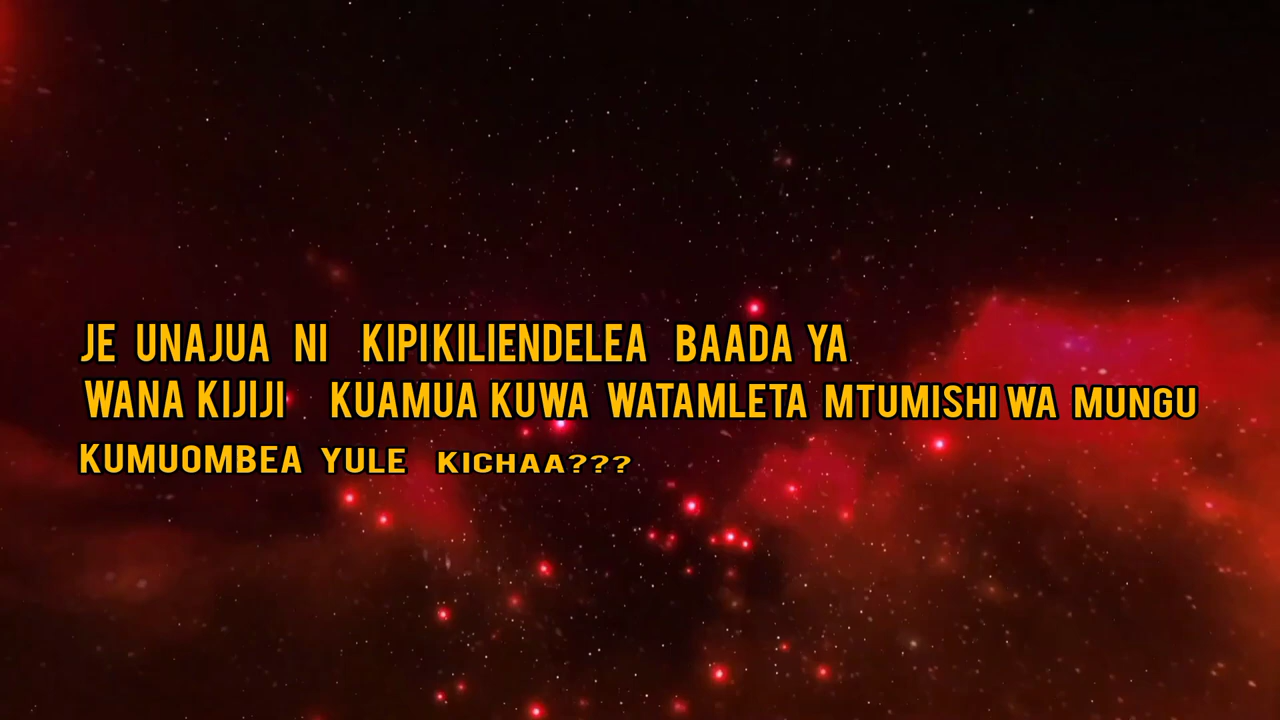 JE UNAJUA NI KIPIKILIENDELEA BAADA YA
WANA KIJIJI KUAMUA KUWA WATAMLETA MTUMISHI WA MUNGU
KUMUOMBEA YULE KICHAA???